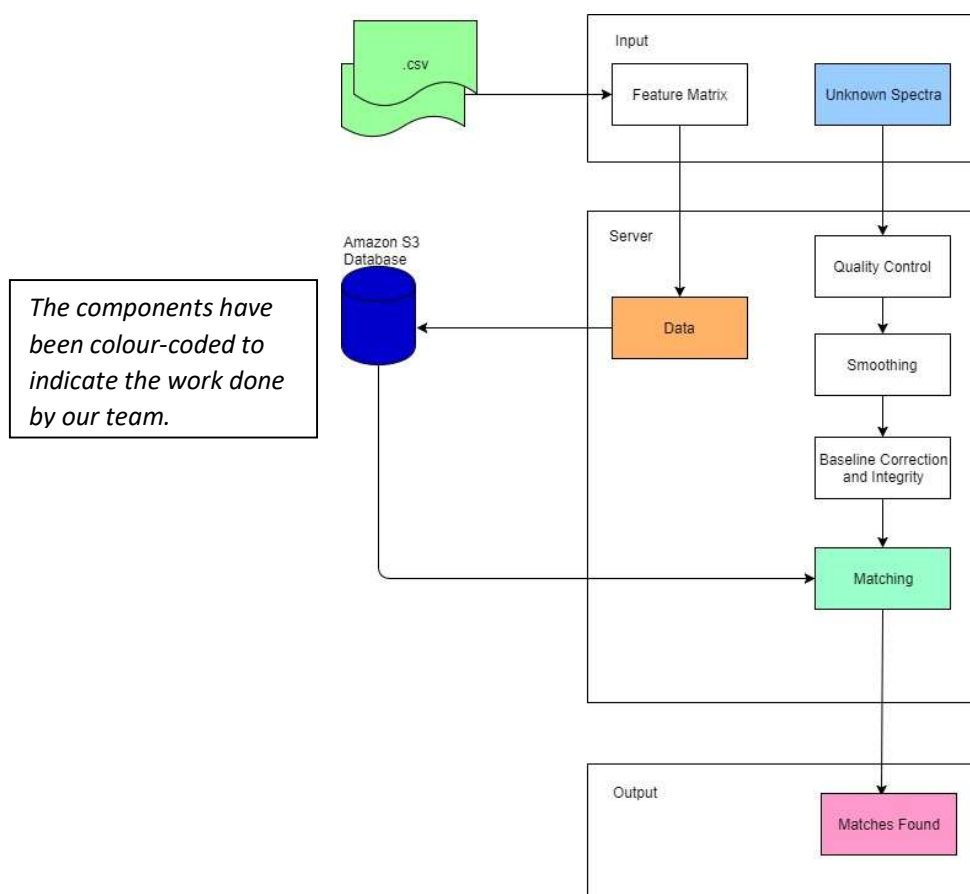 .csv
Input
Feature Matrix
Unknown Spectra
Server
Amazon S3
Database
Quality Control
The components have
been colour-coded to
indicate the work done
by our team.
Data
Smoothing
Baseline Correction
and Integrity
Matching
Output
Matches Found